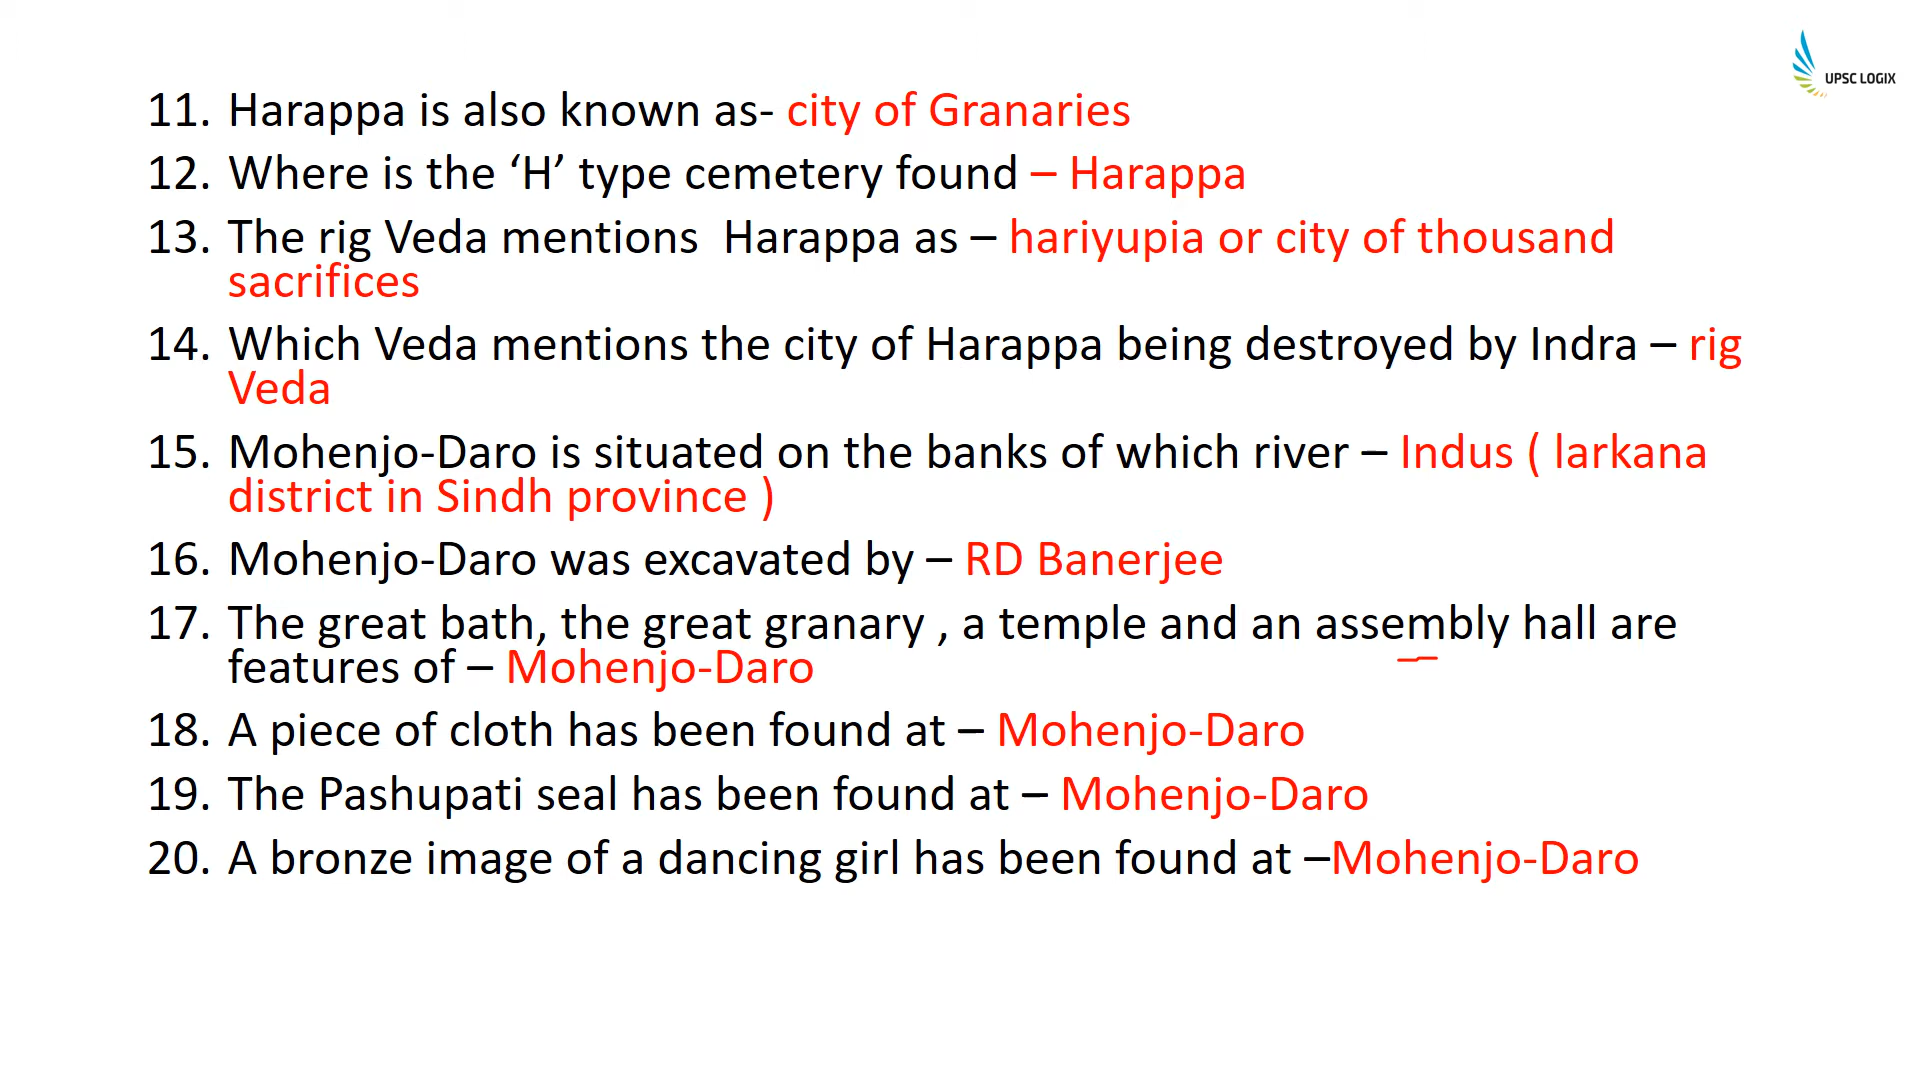 UPSC LOGIX
11. Harappa is also known as- city of Granaries
12. Where is the ‘H’ type cemetery found – Harappa
13. The rig Veda mentions  Harappa as – hariyupia or city of thousand
sacrifices
14. Which Veda mentions the city of Harappa being destroyed by Indra – rig
Veda
15. Mohenjo-Daro is situated on the banks of which river – Indus ( larkana
district in Sindh province )
16. Mohenjo-Daro was excavated by – RD Banerjee
17. The great bath, the great granary , a temple and an assembly hall are
features of – Mohenjo-Daro
18. A piece of cloth has been found at – Mohenjo-Daro
19. The Pashupati seal has been found at – Mohenjo-Daro
20. A bronze image of a dancing girl has been found at –Mohenjo-Daro